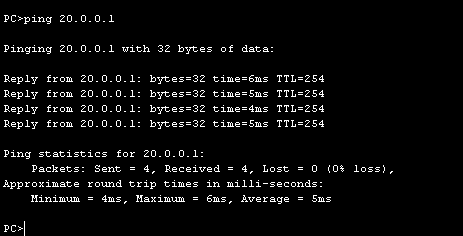 PC>ping 20.0.0.1
Pinging 20.0.0.1 with 32 bytes of data:
Reply from 20.0.0.1: bytes=32 time=6ms TTL=254
Reply from 20.0.0.1: bytes=32 time=5ms TTL=254
Reply from 20.0.0.1: bytes=32 time=4ms TTL=254
Reply from 20.0.0.1: bytes=32 time=5ms TTL=254
Ping statistics for 20.0.0.1:
    Packets: Sent = 4, Received = 4, Lost = 0 (0% loss),
Approximate round trip times in milli-seconds:
    Minimum = 4ms, Maximum = 6ms, Average = 5ms
PC>